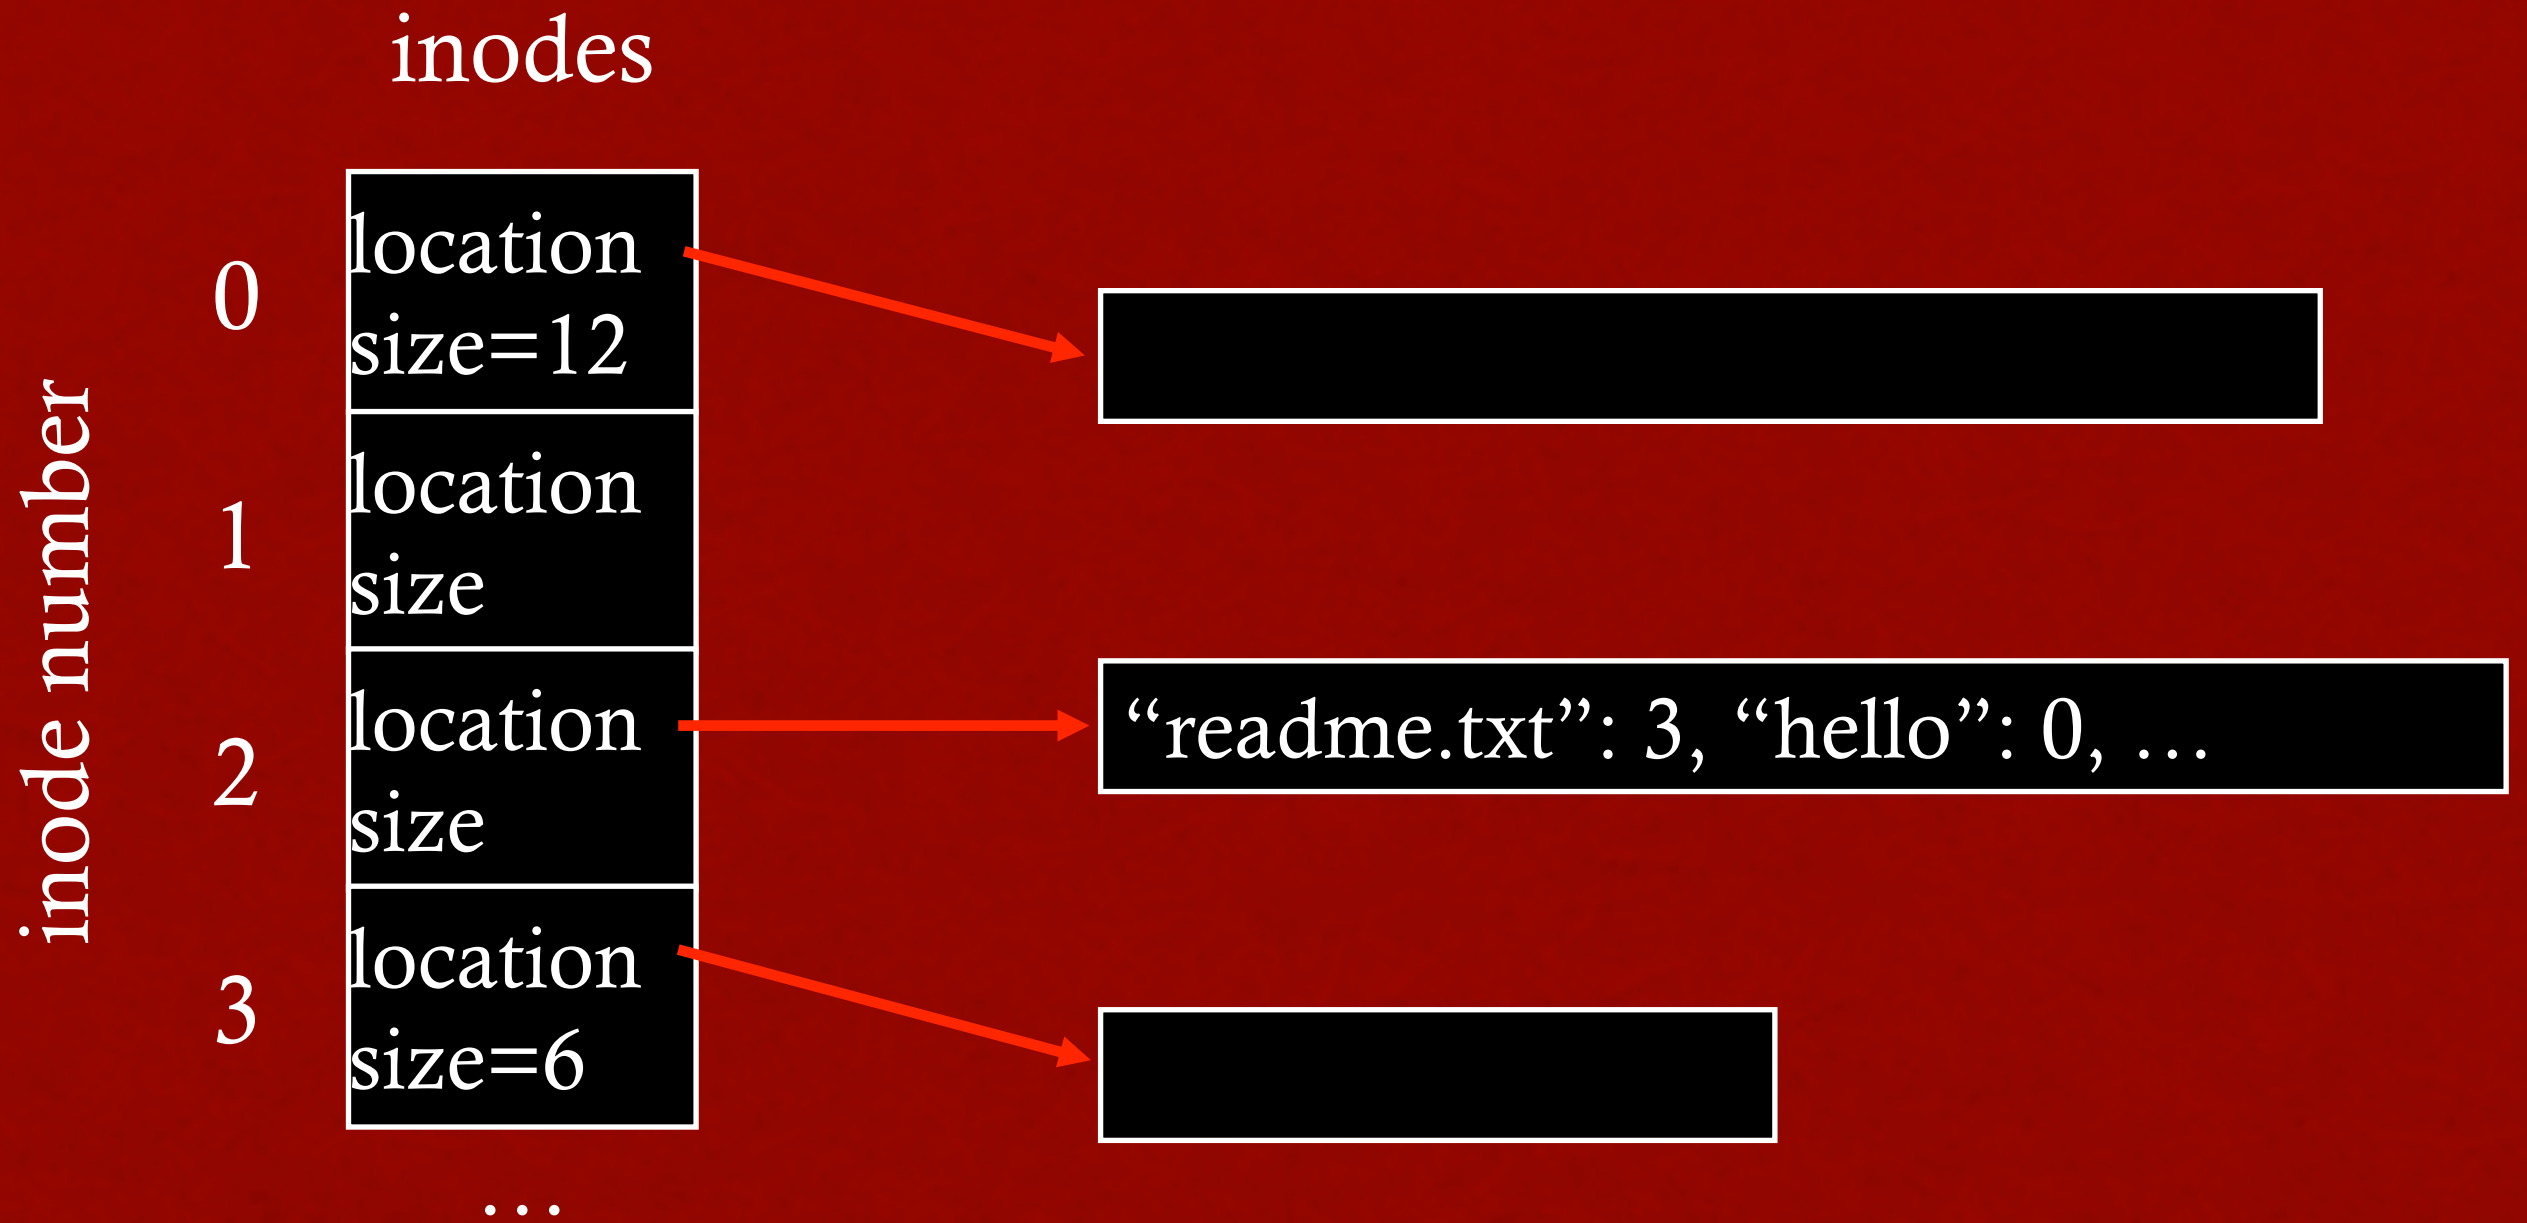 inodes
inode number
0
location
size=12
1
location
size
2
location
size
“readme.txt”: 3, “hello”: 0, …
3
location
size=6
…